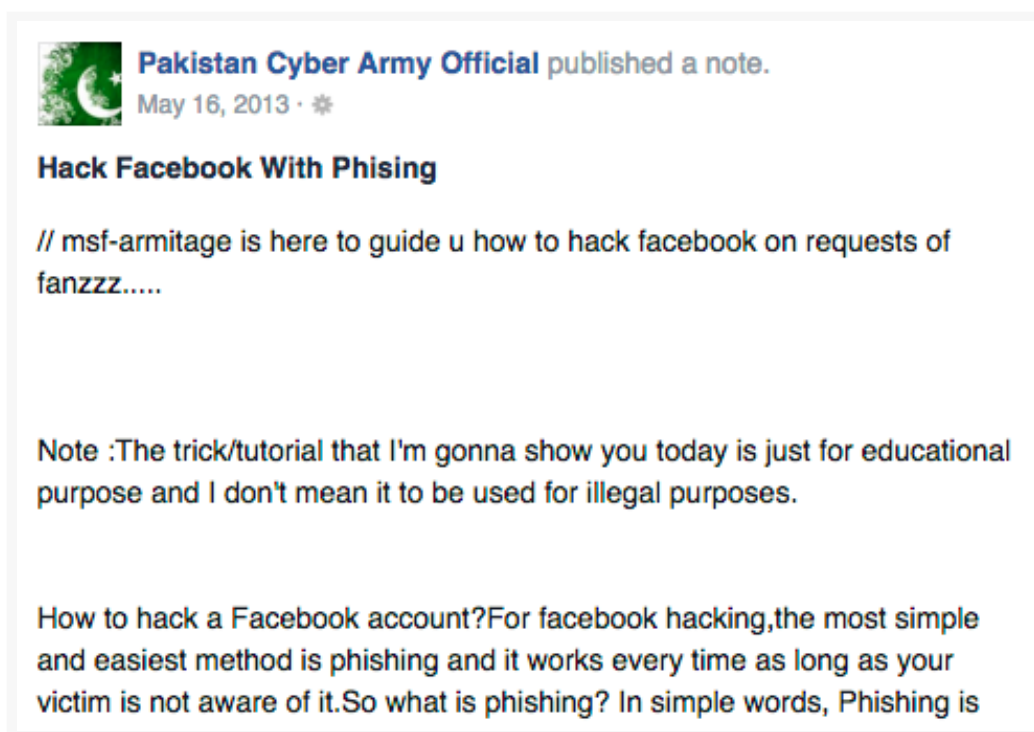 Pakistan Cyber Army Official published a note.
May 16, 2013 ·
Hack Facebook With Phising
// msf-armitage is here to guide u how to hack facebook on requests of
fanzzz.....
Note :The trick/tutorial that I'm gonna show you today is just for educational
purpose and I don't mean it to be used for illegal purposes.
How to hack a Facebook account?For facebook hacking,the most simple
and easiest method is phishing and it works every time as long as your
victim is not aware of it.So what is phishing? In simple words, Phishing is